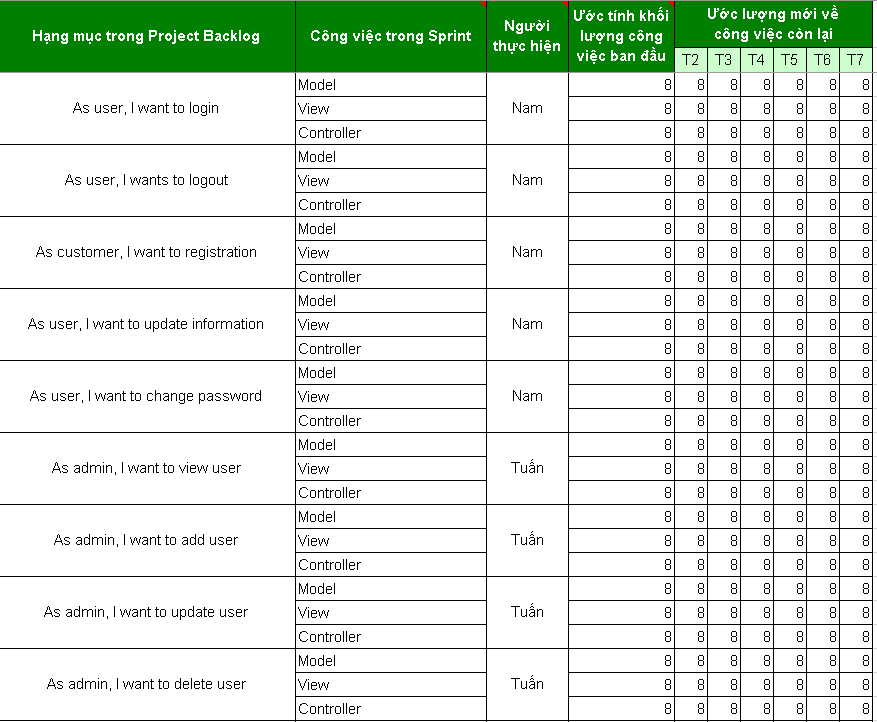 Hạng mục trong Project Backlog
Công việc trong Sprint
Người
thực hiện
Ước tính khối
lượng công
việc ban đầu
Ước lượng mới về
công việc còn lại
T2 T3 T4 T5 T6 T7
As user, I want to login
Nam
Model 8 8 8 8 8 8 8
View 8 8 8 8 8 8 8
Controller 8 8 8 8 8 8 8
As user, I wants to logout
Nam
Model 8 8 8 8 8 8 8
View 8 8 8 8 8 8 8
Controller 8 8 8 8 8 8 8
As customer, I want to registration
Nam
Model 8 8 8 8 8 8 8
View 8 8 8 8 8 8 8
Controller 8 8 8 8 8 8 8
As user, I want to update information
Nam
Model 8 8 8 8 8 8 8
View 8 8 8 8 8 8 8
Controller 8 8 8 8 8 8 8
As user, I want to change password
Nam
Model 8 8 8 8 8 8 8
View 8 8 8 8 8 8 8
Controller 8 8 8 8 8 8 8
As admin, I want to view user
Tuấn
Model 8 8 8 8 8 8 8
View 8 8 8 8 8 8 8
Controller 8 8 8 8 8 8 8
As admin, I want to add user
Tuấn
Model 8 8 8 8 8 8 8
View 8 8 8 8 8 8 8
Controller 8 8 8 8 8 8 8
As admin, I want to update user
Tuấn
Model 8 8 8 8 8 8 8
View 8 8 8 8 8 8 8
Controller 8 8 8 8 8 8 8
As admin, I want to delete user
Tuấn
Model 8 8 8 8 8 8 8
View 8 8 8 8 8 8 8
Controller 8 8 8 8 8 8 8